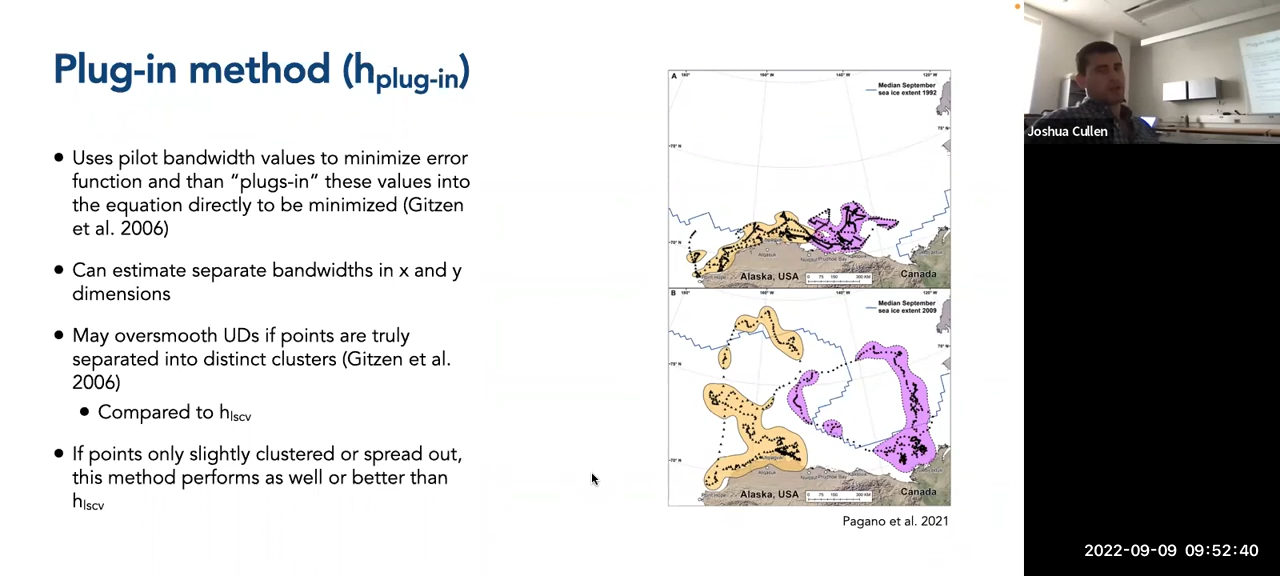 Plug-in method (hplug-in)
● Uses pilot bandwidth values to minimize error
function and than “plugs-in” these values into
the equation directly to be minimized (Gitzen
et al. 2006)
● Can estimate separate bandwidths in x and y
dimensions
● May oversmooth UDs if points are truly
separated into distinct clusters (Gitzen et al.
2006)
● Compared to hlscv
● If points only slightly clustered or spread out,
this method performs as well or better than
hlscv
A
Median September
sea ice extent 1992
Alaska, USA
Canada
B
Median September
sea ice extent 2009
Alaska, USA
Canada
Pagano et al. 2021
Joshua Cullen
2022-09-09 09:52:40